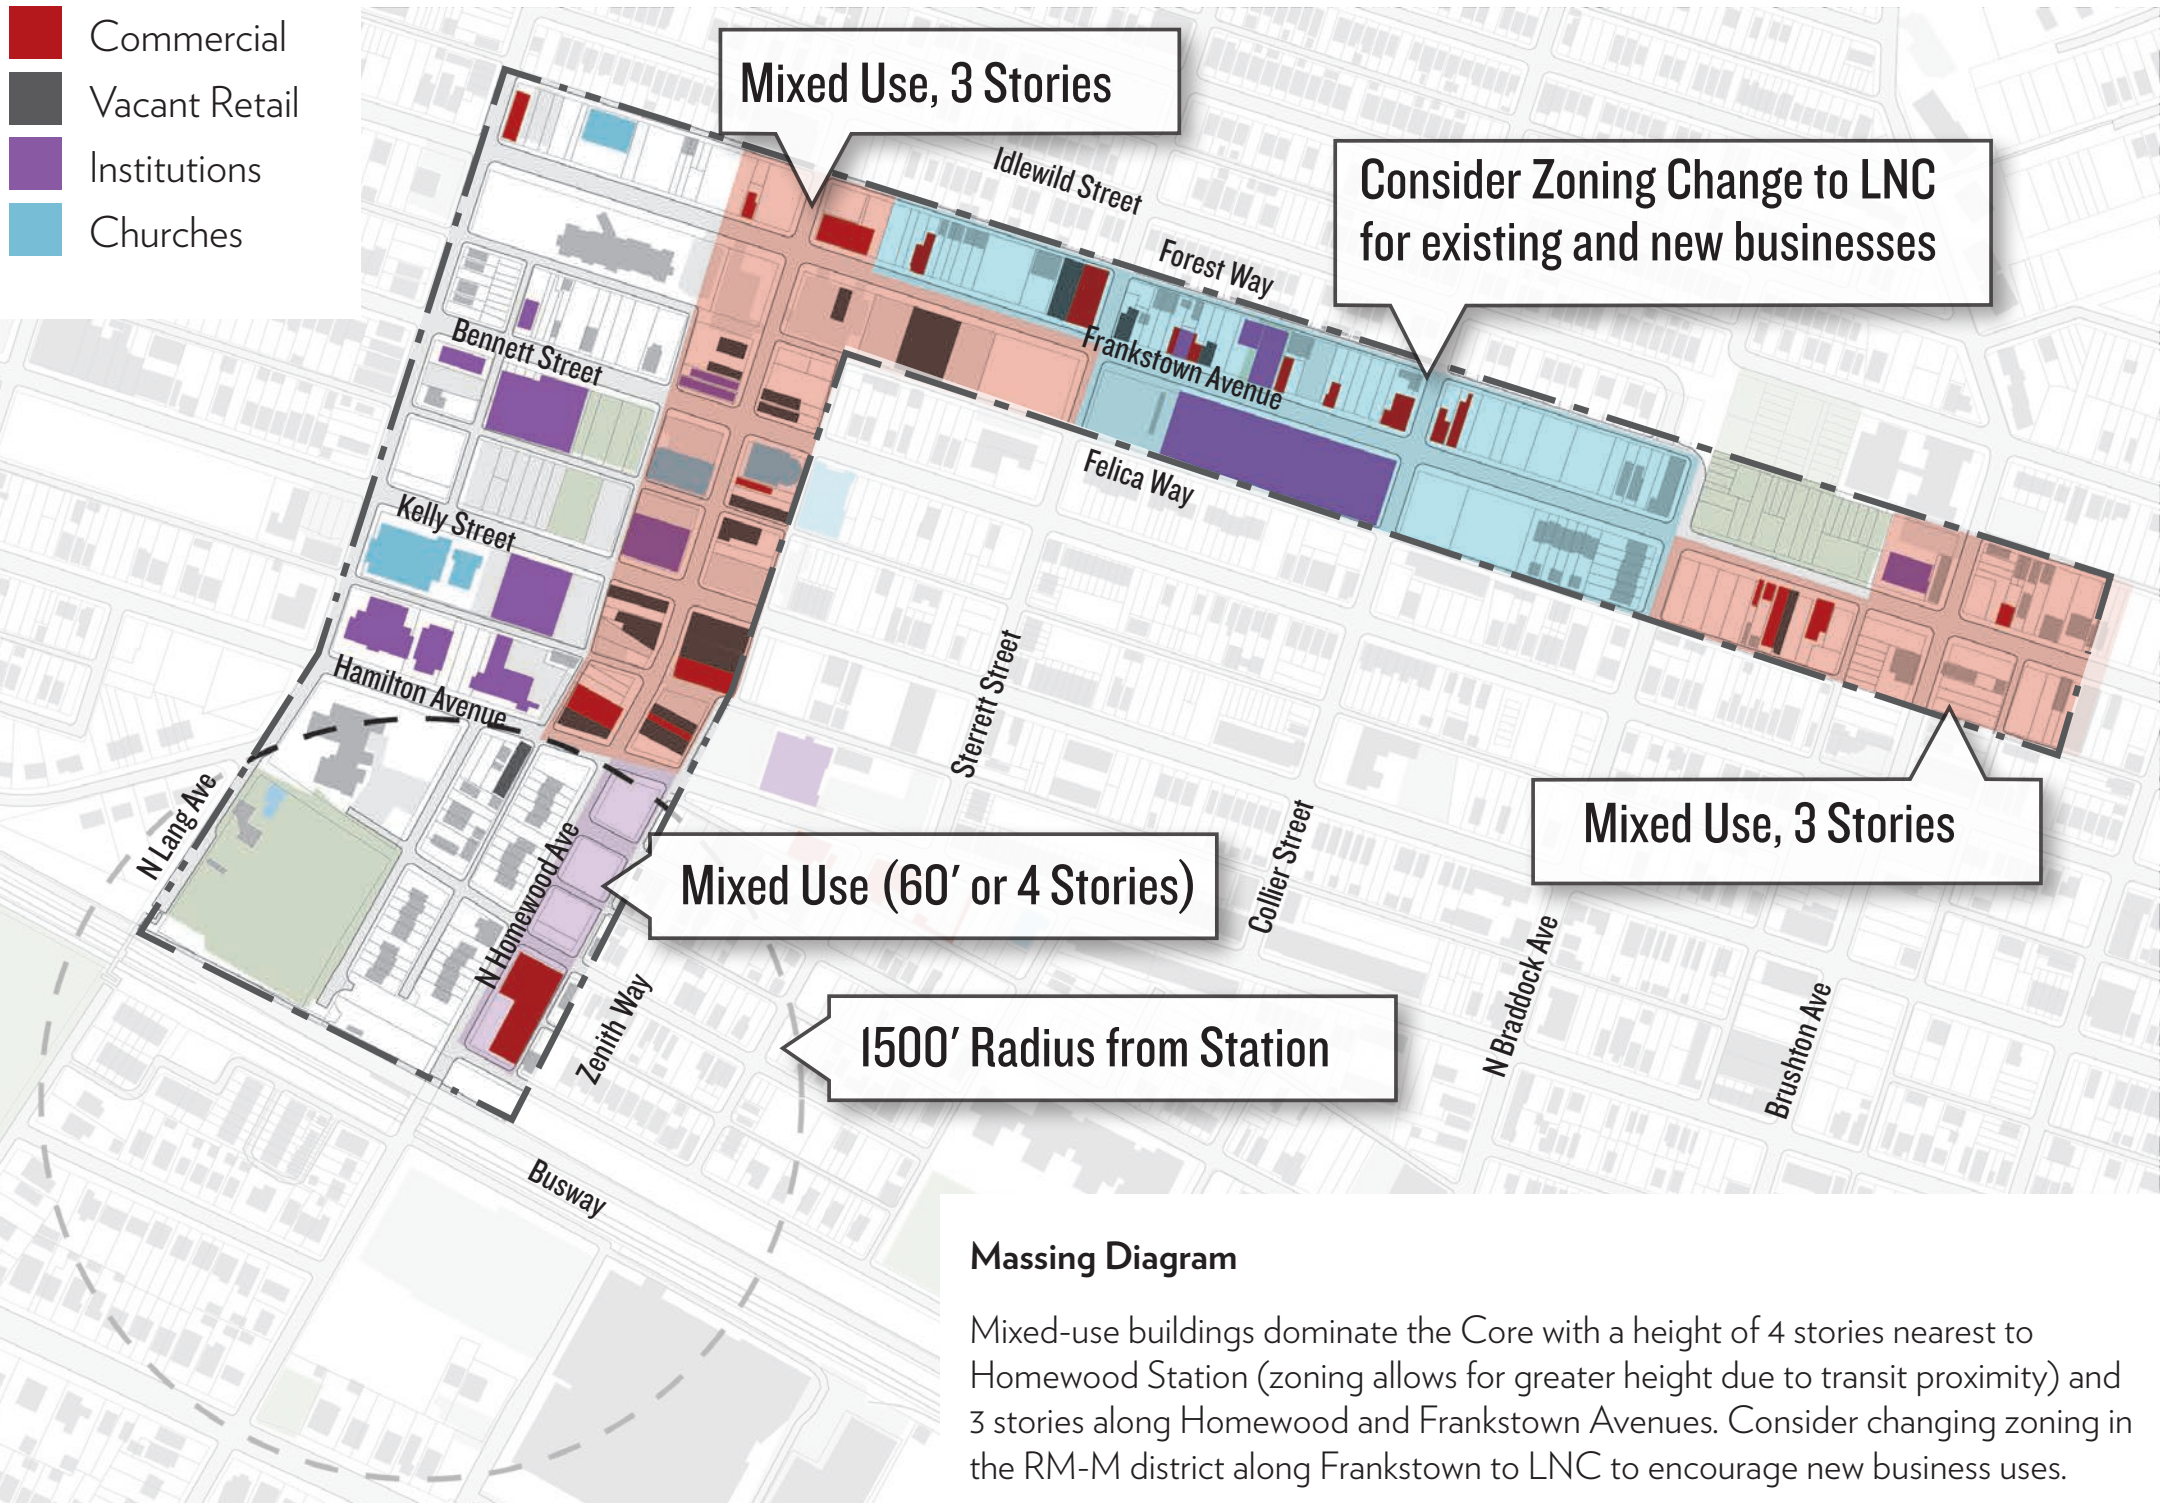 Commercial
Vacant Retail
Institutions
Churches
Mixed Use, 3 Stories
Consider Zoning Change to LNC
for existing and new businesses
Idlewild Street
Forest Way
Bennett Street
Frankstown Avenue
Felica Way
Kelly Street
Hamilton Avenue
Sterrett Street
N Lang Ave
N Homewood Ave
Mixed Use (60′ or 4 Stories)
Mixed Use, 3 Stories
Collier Street
N Braddock Ave
Brushton Ave
Zenith Way
1500′ Radius from Station
Busway
Massing Diagram
Mixed-use buildings dominate the Core with a height of 4 stories nearest to
Homewood Station (zoning allows for greater height due to transit proximity) and
3 stories along Homewood and Frankstown Avenues. Consider changing zoning in
the RM-M district along Frankstown to LNC to encourage new business uses.